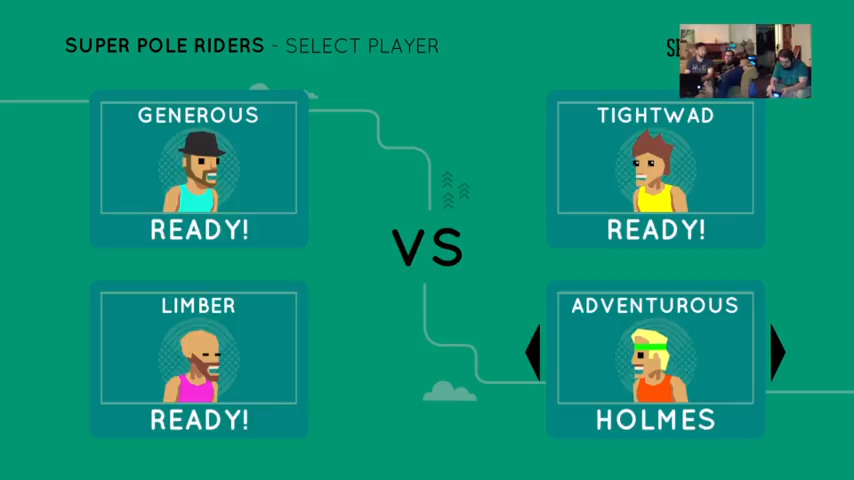 SUPER POLE RIDERS - SELECT PLAYER
GENEROUS
READY!
TIGHTWAD
READY!
VS
LIMBER
READY!
ADVENTUROUS
HOLMES